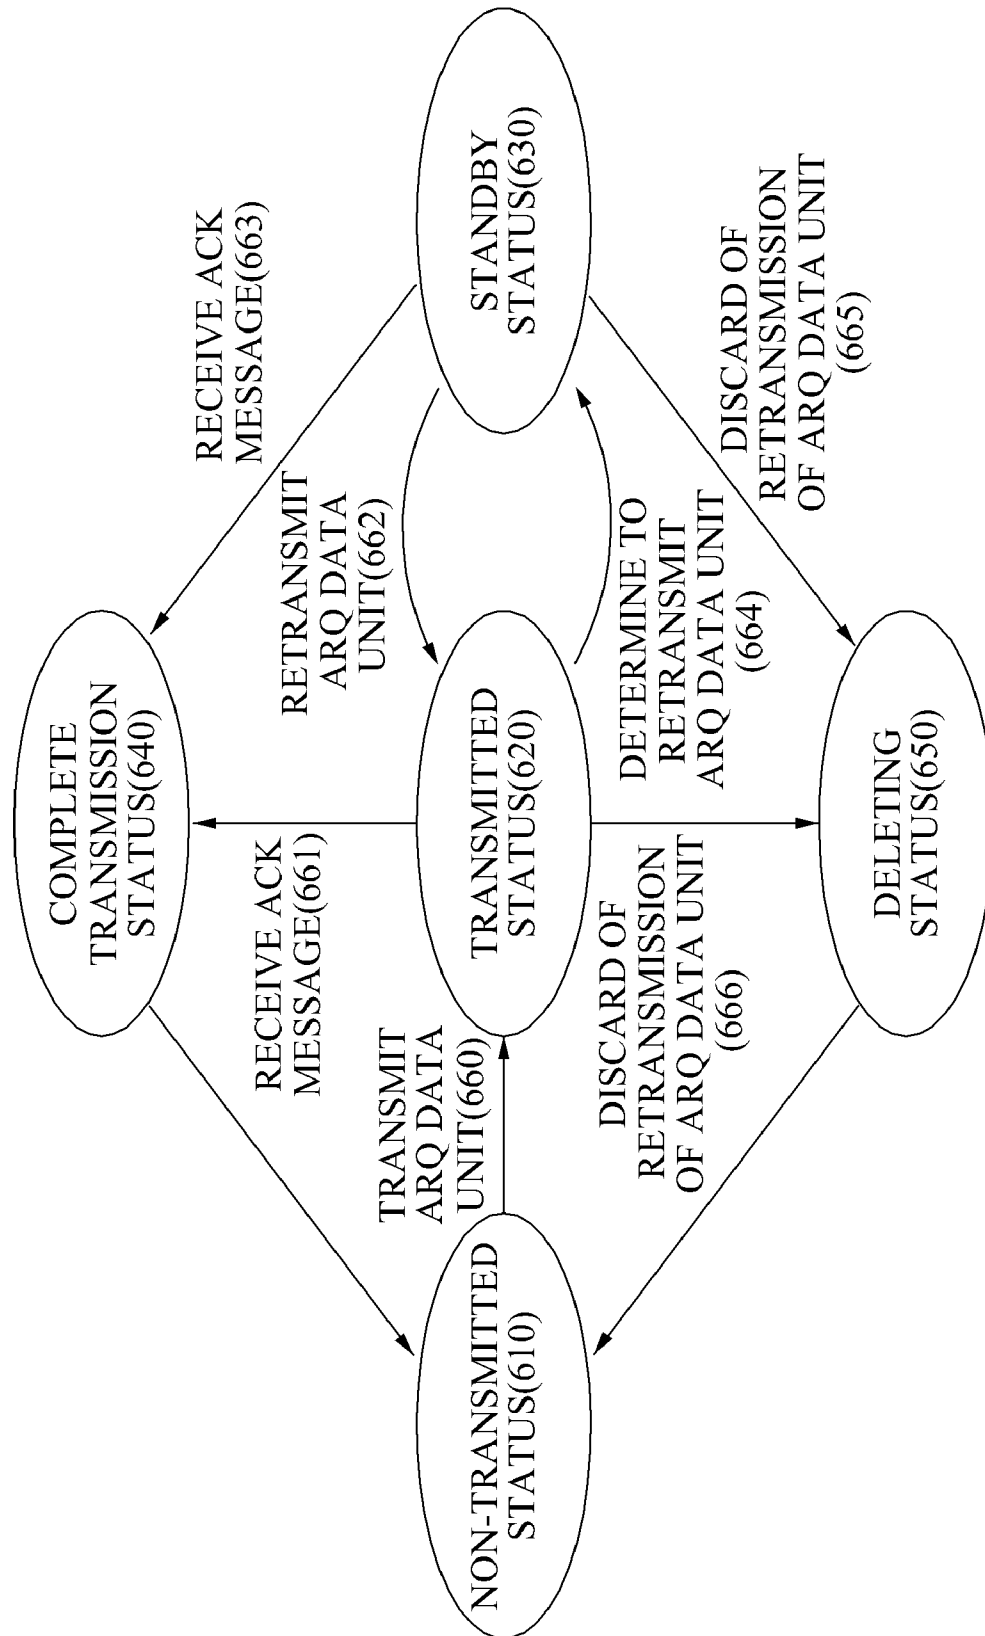 COMPLETE
TRANSMISSION
STATUS(640)
RECEIVE ACK
MESSAGE(661)
RECEIVE ACK
MESSAGE(663)
TRANSMIT
ARQ DATA
UNIT(660)
RETRANSMIT
ARQ DATA
UNIT(662)
NON-TRANSMITTED
STATUS(610)
TRANSMITTED
STATUS(620)
STANDBY
STATUS(630)
DISCARD OF
RETRANSMISSION
OF ARQ DATA UNIT
(666)
DETERMINE TO
RETRANSMIT
ARQ DATA UNIT
(664)
DISCARD OF
RETRANSMISSION
OF ARQ DATA UNIT
(665)
DELETING
STATUS(650)